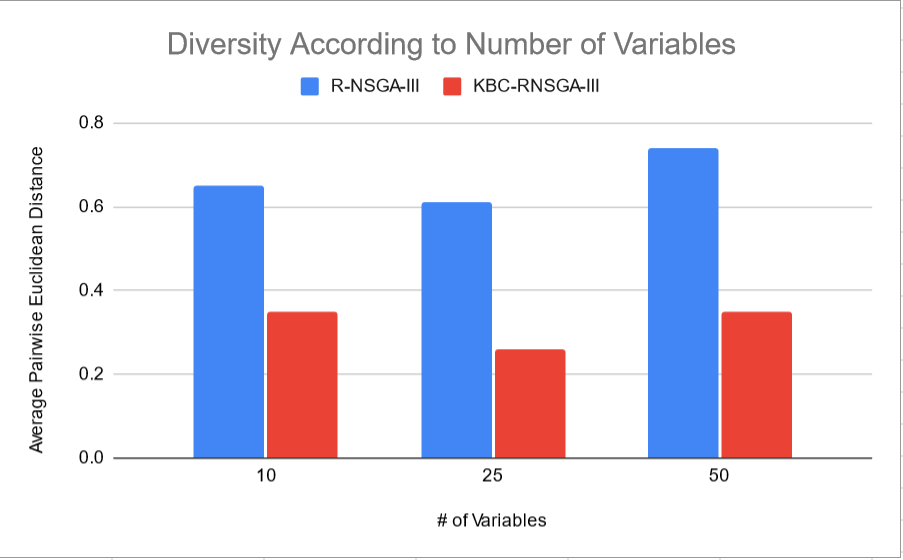 Diversity According to Number of Variables
R-NSGA-III KBC-RNSGA-III
Average Pairwise Euclidean Distance
0.8
0.6
0.4
0.2
0.0
10 25 50
# of Variables